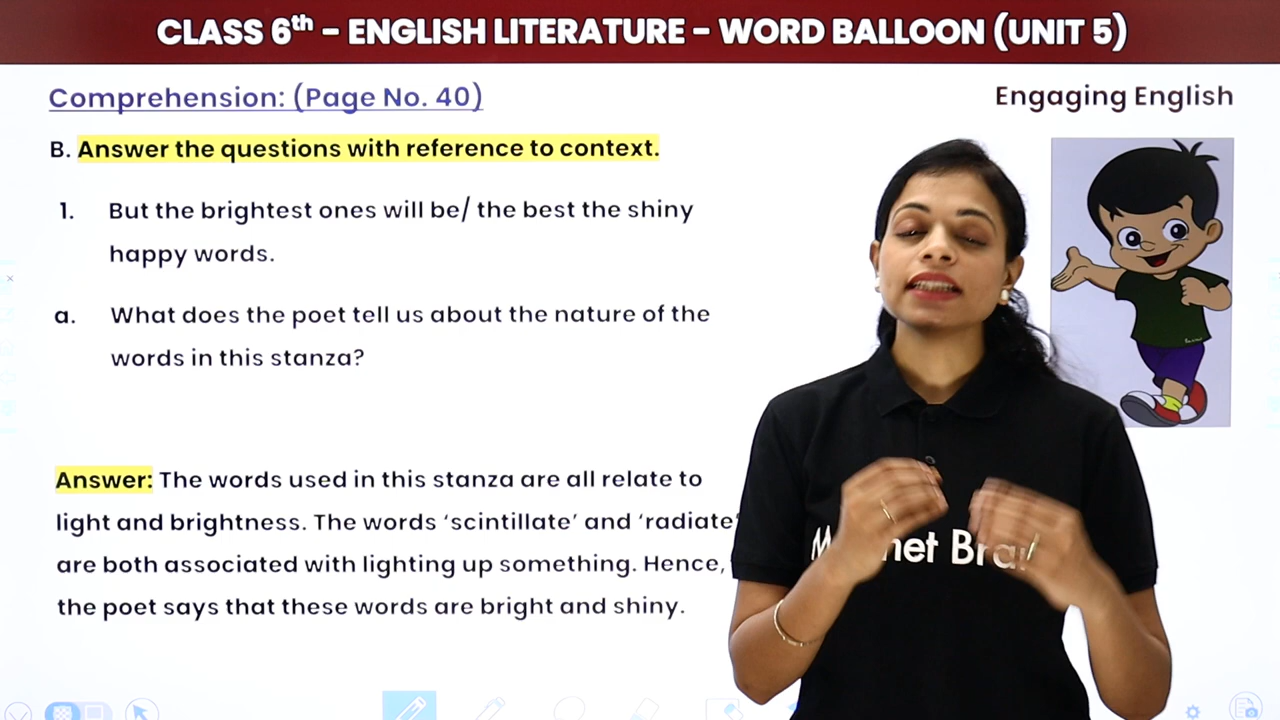 CLASS 6th – ENGLISH LITERATURE – WORD BALLOON (UNIT 5)
Comprehension: (Page No. 40)
Engaging English
B. Answer the questions with reference to context.
1. But the brightest ones will be/ the best the shiny
happy words.
a. What does the poet tell us about the nature of the
words in this stanza?
Answer: The words used in this stanza are all relate to
light and brightness. The words ‘scintillate’ and ‘radiate’
are both associated with lighting up something. Hence,
the poet says that these words are bright and shiny.